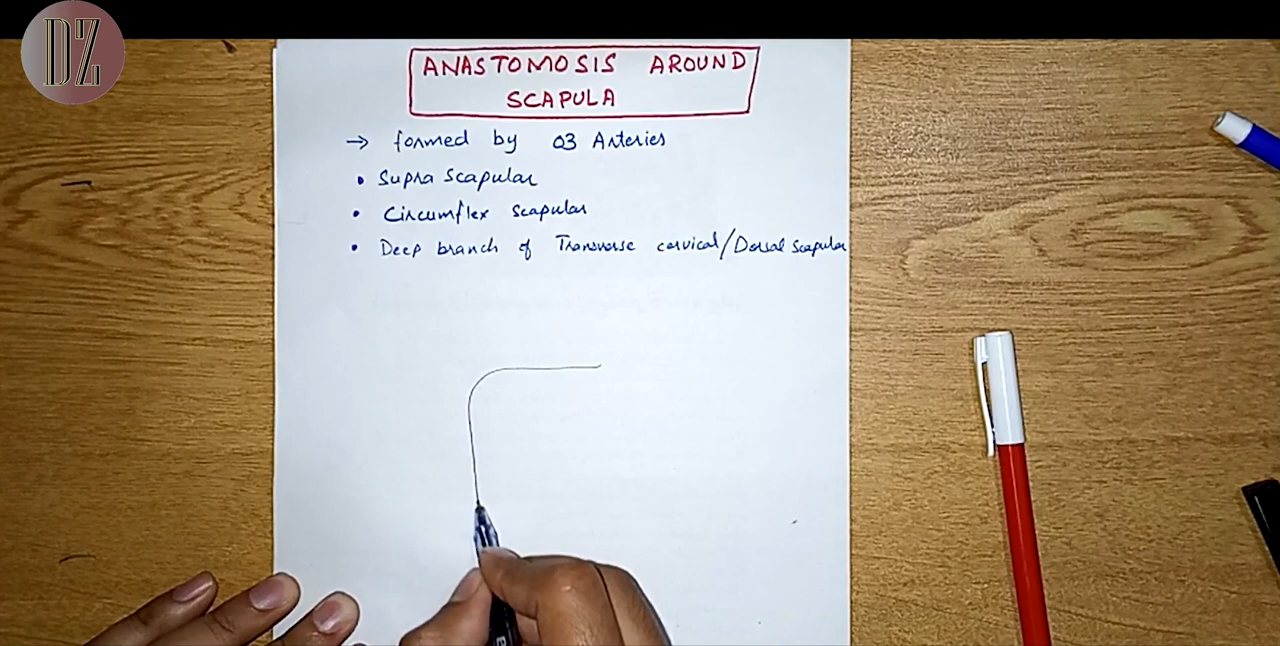 DZ
ANASTOMOSIS AROUND
SCAPULA
→ formed by 03 Arteries
• Supra Scapular
• Circumflex scapular
• Deep branch of Transverse cervical/Dorsal Scapular